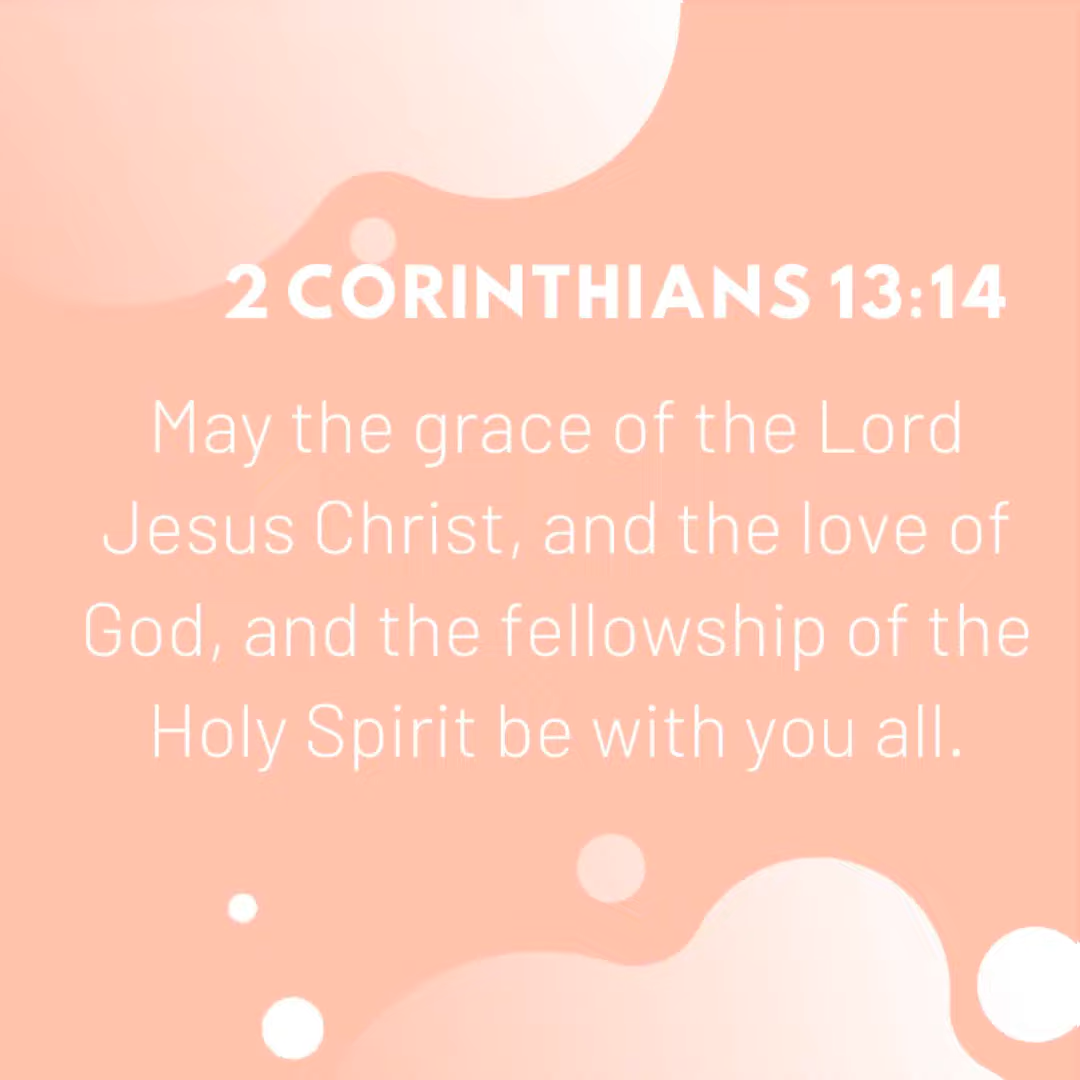 2 CORINTHIANS 13:14
May the grace of the Lord
Jesus Christ, and the love of
God, and the fellowship of the
Holy Spirit be with you all.